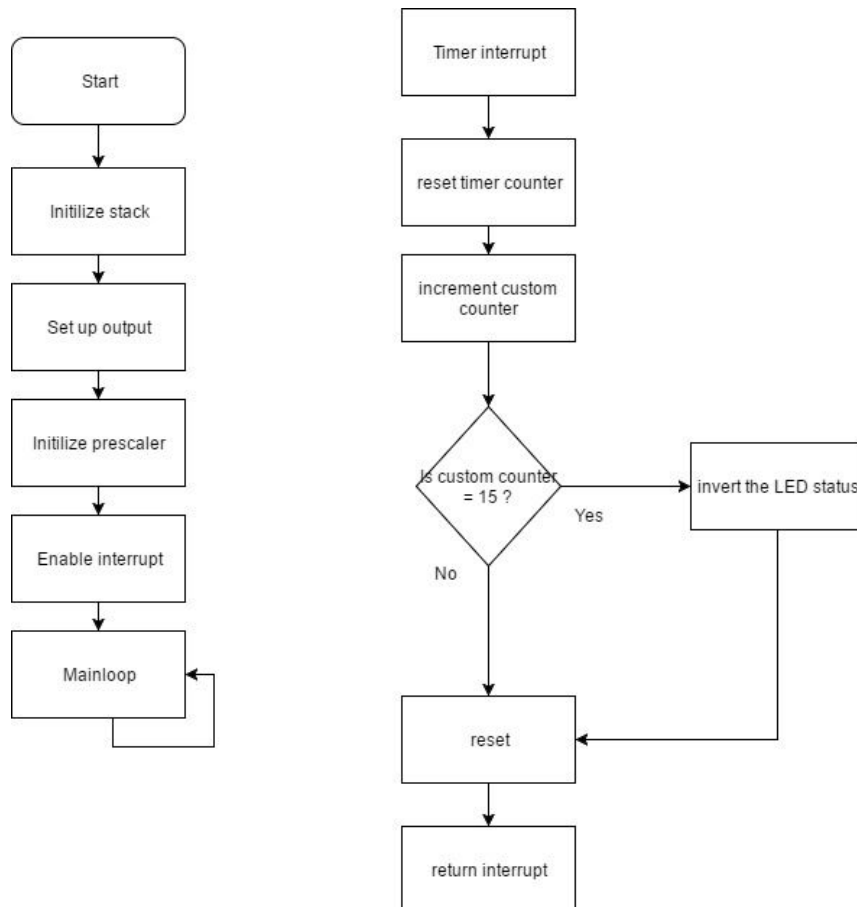 Start
Initilize stack
Set up output
Initilize prescaler
Enable interrupt
Mainloop
Timer interrupt
reset timer counter
increment custom
counter
Is custom counter
= 15 ?
Yes
invert the LED status
No
reset
return interrupt